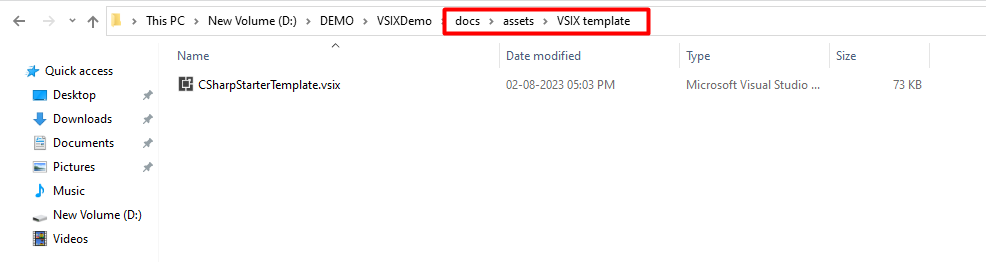 This PC > New Volume (D:) > DEMO > VSIXDemo > docs > assets > VSIX template
Name Date modified Type Size
Quick access
CSharpStarterTemplate.vsix 02-08-2023 05:03 PM Microsoft Visual Studio ... 73 KB
Desktop
Downloads
Documents
Pictures
Music
New Volume (D:)
Videos